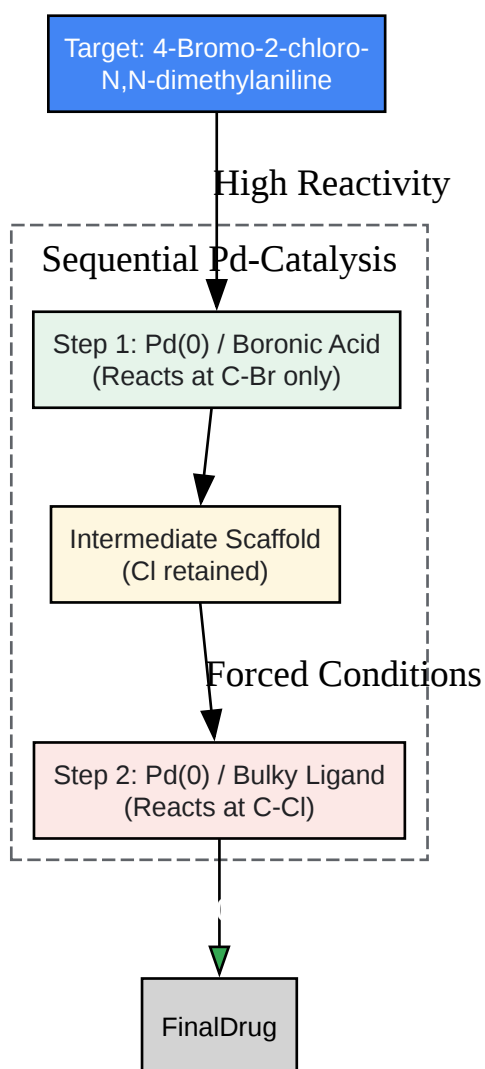 Target: 4-Bromo-2-chloro-
N,N-dimethylaniline
High Reactivity
Sequential Pd-Catalysis
Step 1: Pd(0) / Boronic Acid
(Reacts at C-Br only)
Intermediate Scaffold
(Cl retained)
Forced Conditions
Step 2: Pd(0) / Bulky Ligand
(Reacts at C-Cl)
FinalDrug